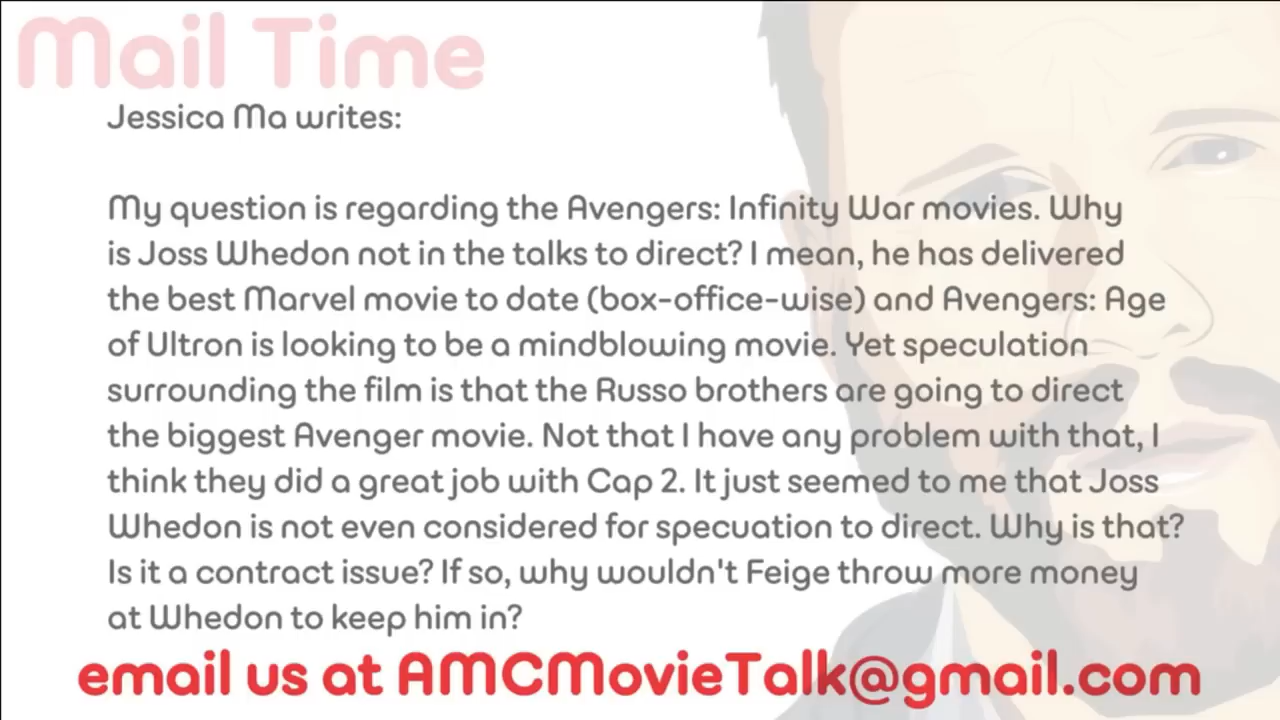 Mail Time
Jessica Ma writes:
My question is regarding the Avengers: Infinity War movies. Why
is Joss Whedon not in the talks to direct? I mean, he has delivered
the best Marvel movie to date (box-office-wise) and Avengers: Age
of Ultron is looking to be a mindblowing movie. Yet speculation
surrounding the film is that the Russo brothers are going to direct
the biggest Avenger movie. Not that I have any problem with that, I
think they did a great job with Cap 2. It just seemed to me that Joss
Whedon is not even considered for specuation to direct. Why is that?
Is it a contract issue? If so, why wouldn't Feige throw more money
at Whedon to keep him in?
email us at AMCMovieTalk@gmail.com